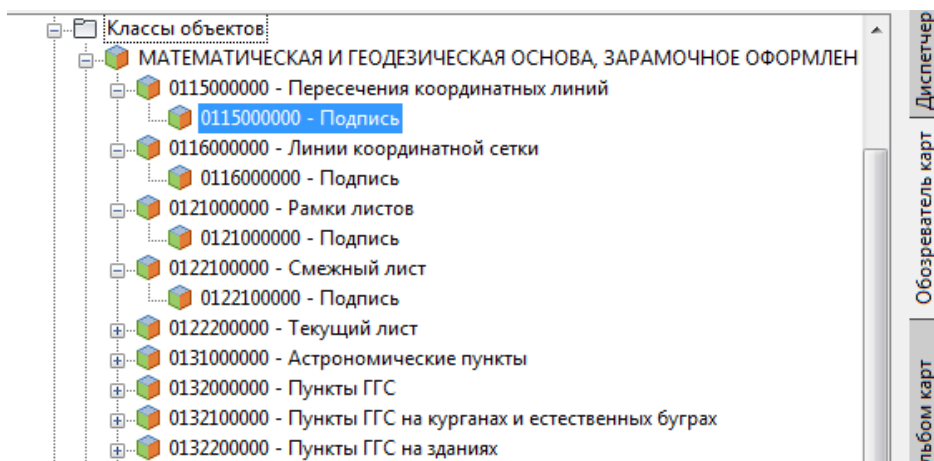 Классы объектов
МАТЕМАТИЧЕСКАЯ И ГЕОДЕЗИЧЕСКАЯ ОСНОВА, ЗАРАМОЧНОЕ ОФОРМЛЕН
0115000000 - Пересечения координатных линий
0115000000 - Подпись
0116000000 - Линии координатной сетки
0116000000 - Подпись
0121000000 - Рамки листов
0121000000 - Подпись
0122100000 - Смежный лист
0122100000 - Подпись
0122200000 - Текущий лист
0131000000 - Астрономические пункты
0132000000 - Пункты ГГС
0132100000 - Пункты ГГС на курганах и естественных буграх
0132200000 - Пункты ГГС на зданиях
Диспетчер
Обозреватель карт
льбом карт